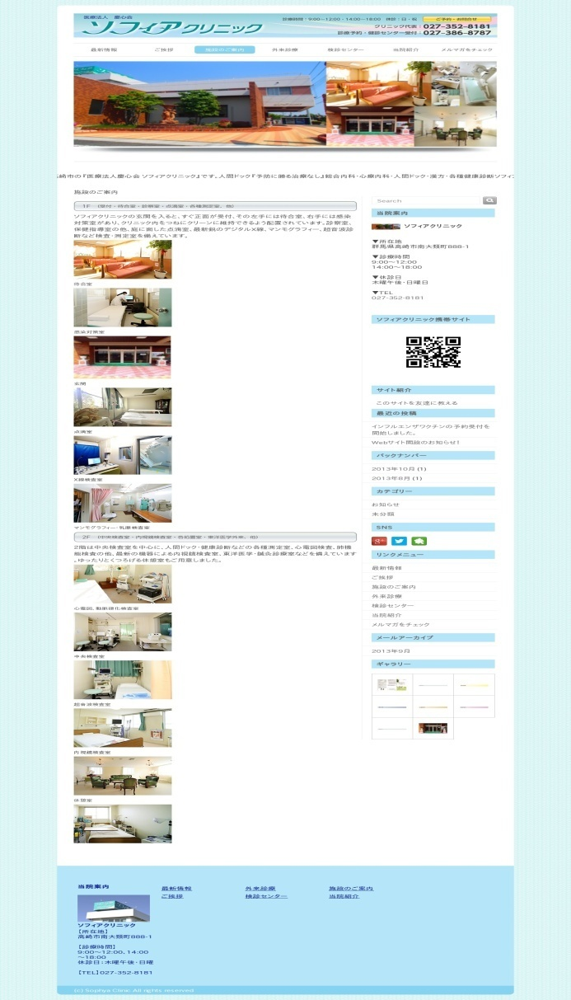 医療法人 慶心会
ソフィアクリニック
診療時間：9:00～12:00・14:00～18:00 休診：日・祝
ご予約・お問合せ
クリニック代表：027-352-8181
診療予約・健診センター受付：027-386-8787
最新情報 ご挨拶 施設のご案内 外来診療 検診センター 当院紹介 メルマガをチェック
崎市の『医療法人慶心会 ソフィアクリニック』です。人間ドック『予防に勝る治療なし』総合内科・心療内科・人間ドック・漢方・各種健康診断ソフィ
施設のご案内
1F (受付・待合室・診察室・点滴室・各種測定室、他)
ソフィアクリニックの玄関を入ると、すぐ正面が受付、その左手には待合室、右手には感染
対策室があり、クリニック内をつねにクリーンに維持できるよう配置されています。診察室、
保健指導室の他、庭に面した点滴室、最新鋭のデジタルX線、マンモグラフィー、超音波診
断など検査・測定室を備えています。
待合室
感染対策室
玄関
点滴室
X線検査室
マンモグラフィー・乳腺検査室
2F (中央検査室・内視鏡検査室・各処置室・東洋医学外来、他)
2階は中央検査室を中心に、人間ドック・健康診断などの各種測定室、心電図検査、肺機
能検査の他、最新の機器による内視鏡検査室、東洋医学・鍼灸診療室などを備えています
。ゆったりとくつろげる休憩室もご用意しました。
心電図、動脈硬化検査室
中央検査室
超音波検査室
内視鏡検査室
休憩室
Search
当院案内
ソフィアクリニック
▼所在地
群馬県高崎市南大類町888-1
▼診療時間
9:00～12:00
14:00～18:00
▼休診日
木曜午後・日曜日
▼TEL
027-352-8181
ソフィアクリニック携帯サイト
サイト紹介
このサイトを友達に教える
最近の投稿
インフルエンザワクチンの予約受付を
開始しました。
Webサイト開設のお知らせ！
バックナンバー
2013年10月 (1)
2013年8月 (1)
カテゴリー
お知らせ
未分類
SNS
リンクメニュー
最新情報
ご挨拶
施設のご案内
外来診療
検診センター
当院紹介
メルマガをチェック
メールアーカイブ
2013年9月
ギャラリー
当院案内
ソフィアクリニック
【所在地】
高崎市南大類町888-1
【診療時間】
9:00～12:00、14:00
～18:00
休診日：木曜午後・日曜
【TEL】027-352-8181
最新情報 外来診療 施設のご案内
ご挨拶 検診センター 当院紹介
(c) Sophya Clinic All rights reserved